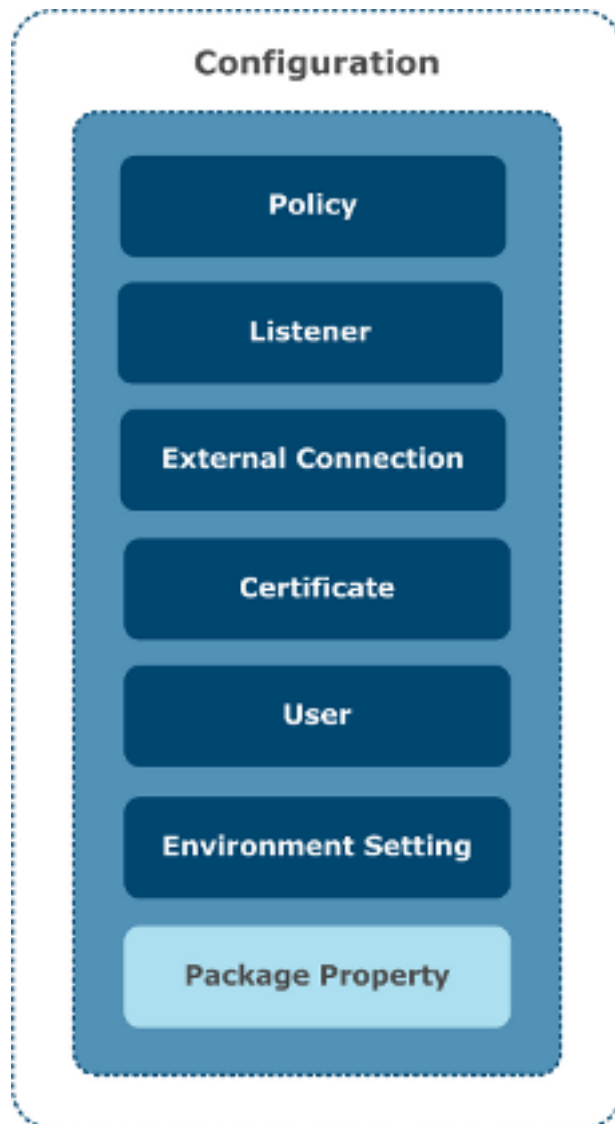 Configuration
Policy
Listener
External Connection
Certificate
User
Environment Setting
Package Property